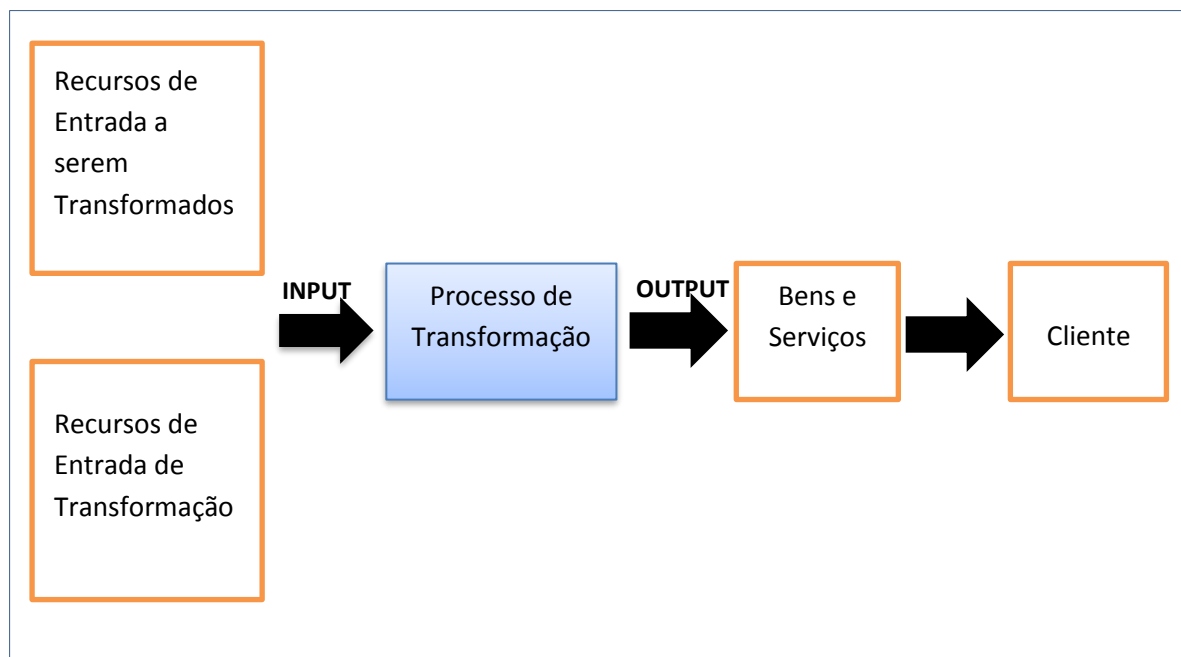 Recursos de
Entrada a
serem
Transformados
Recursos de
Entrada de
Transformação
INPUT
Processo de
Transformação
OUTPUT
Bens e
Serviços
Cliente